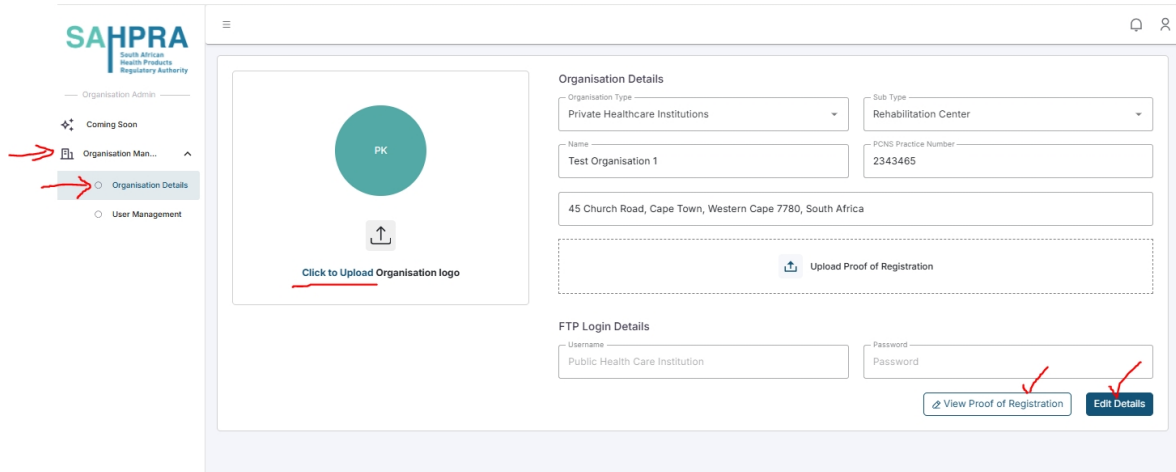 SAHPRA
South African
Health Products
Regulatory Authority
Organisation Admin
Coming Soon
Organisation Man...
Organisation Details
User Management
PK
Click to Upload Organisation logo
Organisation Details
Organisation Type
Private Healthcare Institutions
Sub Type
Rehabilitation Center
Name
Test Organisation 1
PCNS Practice Number
2343465
45 Church Road, Cape Town, Western Cape 7780, South Africa
Upload Proof of Registration
FTP Login Details
Username
Public Health Care Institution
Password
Password
View Proof of Registration
Edit Details